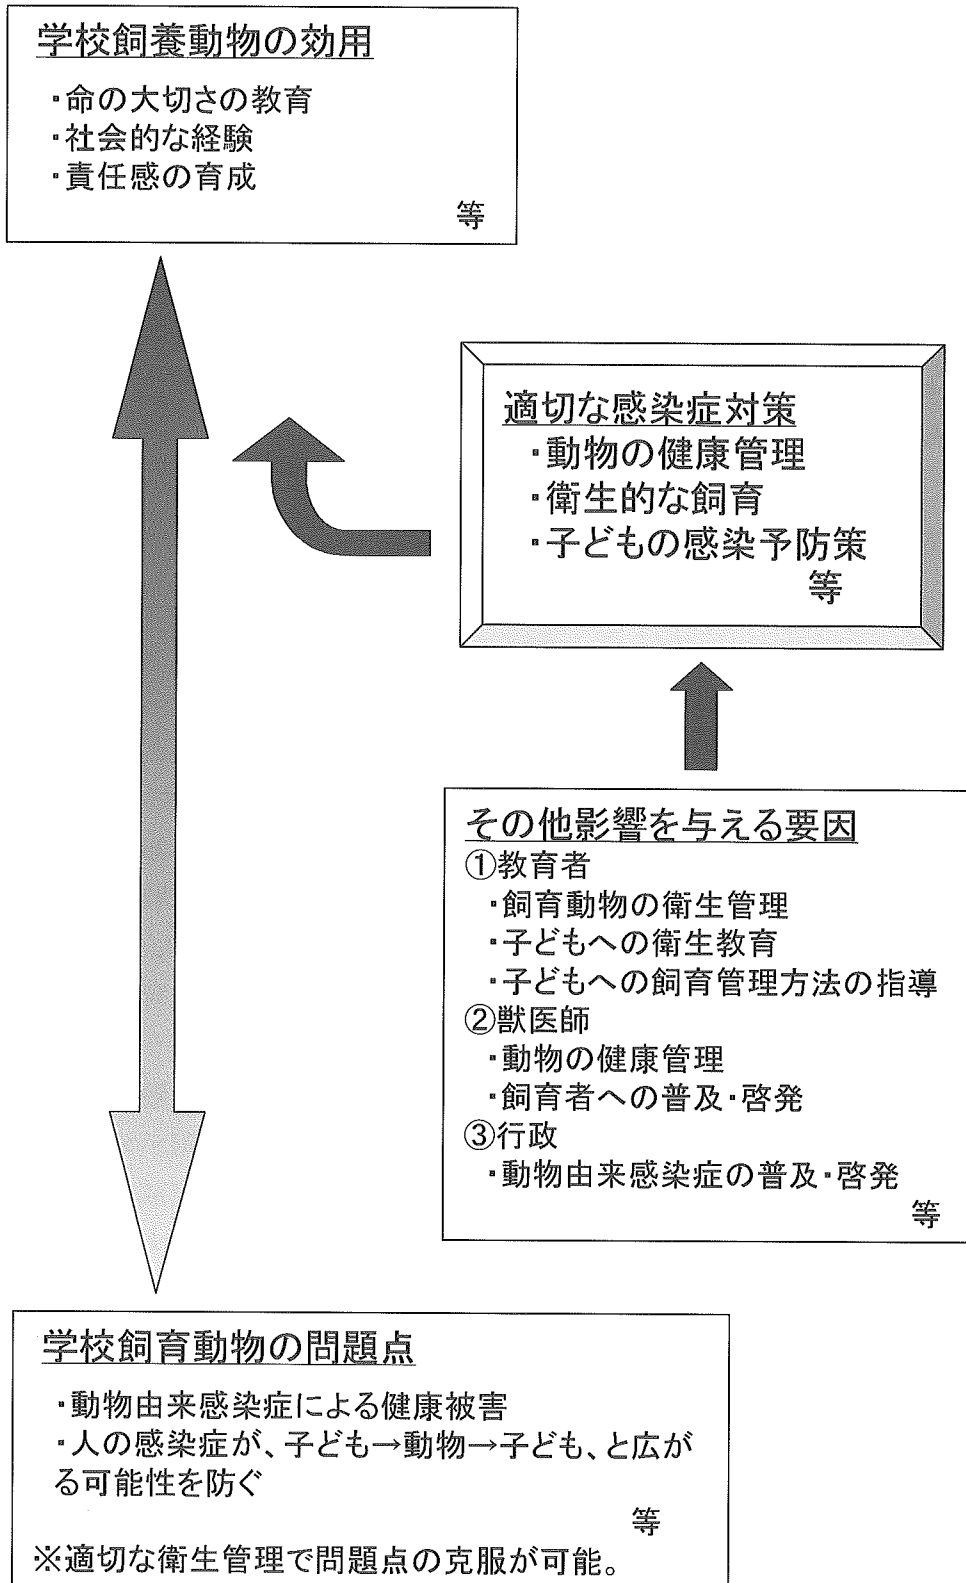 学校飼養動物の効用
・命の大切さの教育
・社会的な経験
・責任感の育成
等
適切な感染症対策
・動物の健康管理
・衛生的な飼育
・子どもの感染予防策
等
その他影響を与える要因
①教育者
・飼育動物の衛生管理
・子どもへの衛生教育
・子どもへの飼育管理方法の指導
②獣医師
・動物の健康管理
・飼育者への普及・啓発
③行政
・動物由来感染症の普及・啓発
等
学校飼育動物の問題点
・動物由来感染症による健康被害
・人の感染症が、子ども→動物→子ども、と広が
る可能性を防ぐ
等
※適切な衛生管理で問題点の克服が可能。